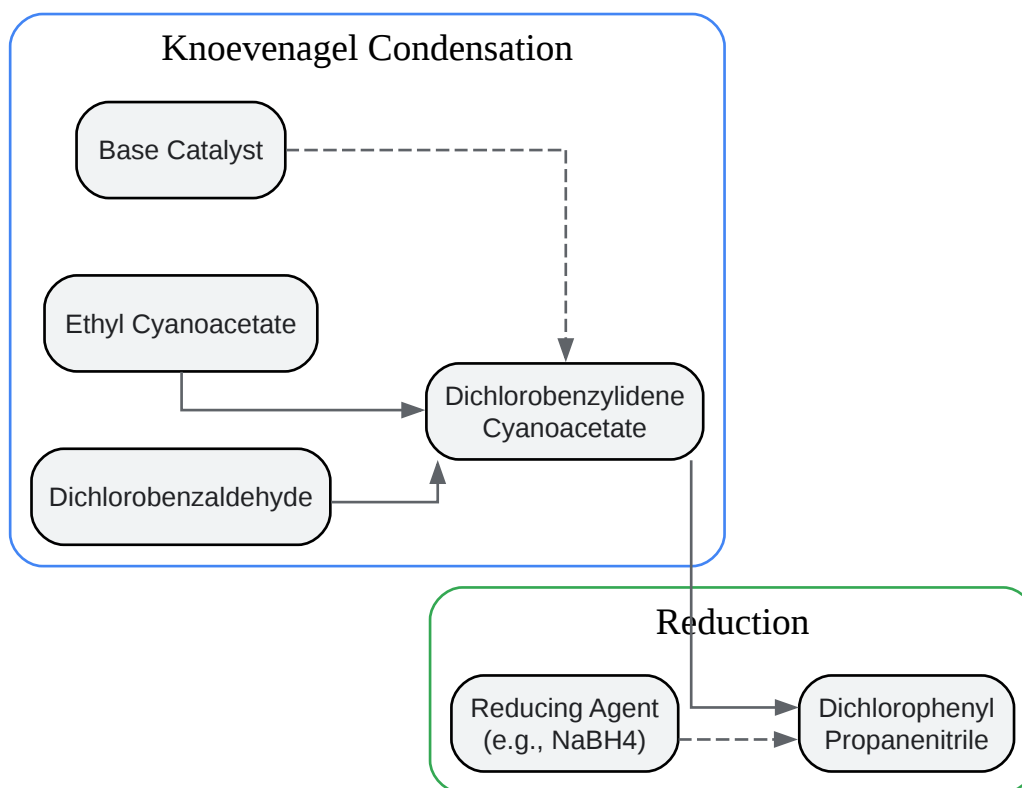 Knoevenagel Condensation
Base Catalyst
Ethyl Cyanoacetate
Dichlorobenzylidene
Cyanoacetate
Dichlorobenzaldehyde
Reduction
Reducing Agent
(e.g., NaBH4)
Dichlorophenyl
Propanenitrile